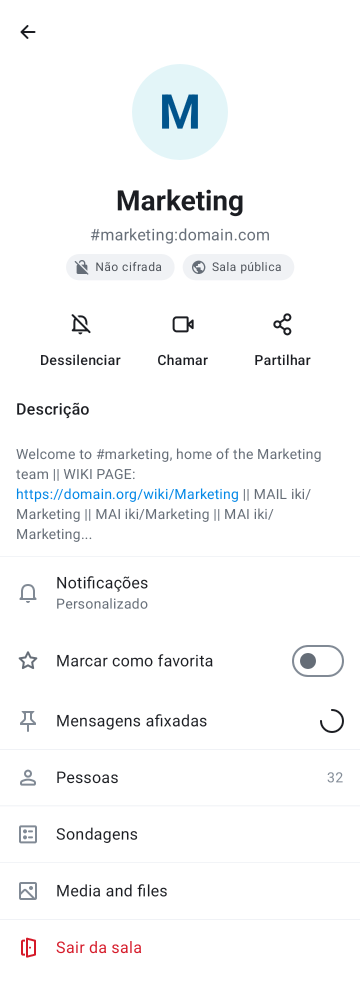 M
Marketing
#marketing:domain.com
Não cifrada
Sala pública
Dessilenciar
Chamar
Partilhar
Descrição
Welcome to #marketing, home of the Marketing
team || WIKI PAGE:
https://domain.org/wiki/Marketing || MAIL iki/
Marketing || MAI iki/Marketing || MAI iki/
Marketing...
Notificações
Personalizado
Marcar como favorita
Mensagens afixadas
Pessoas 32
Sondagens
Media and files
Sair da sala